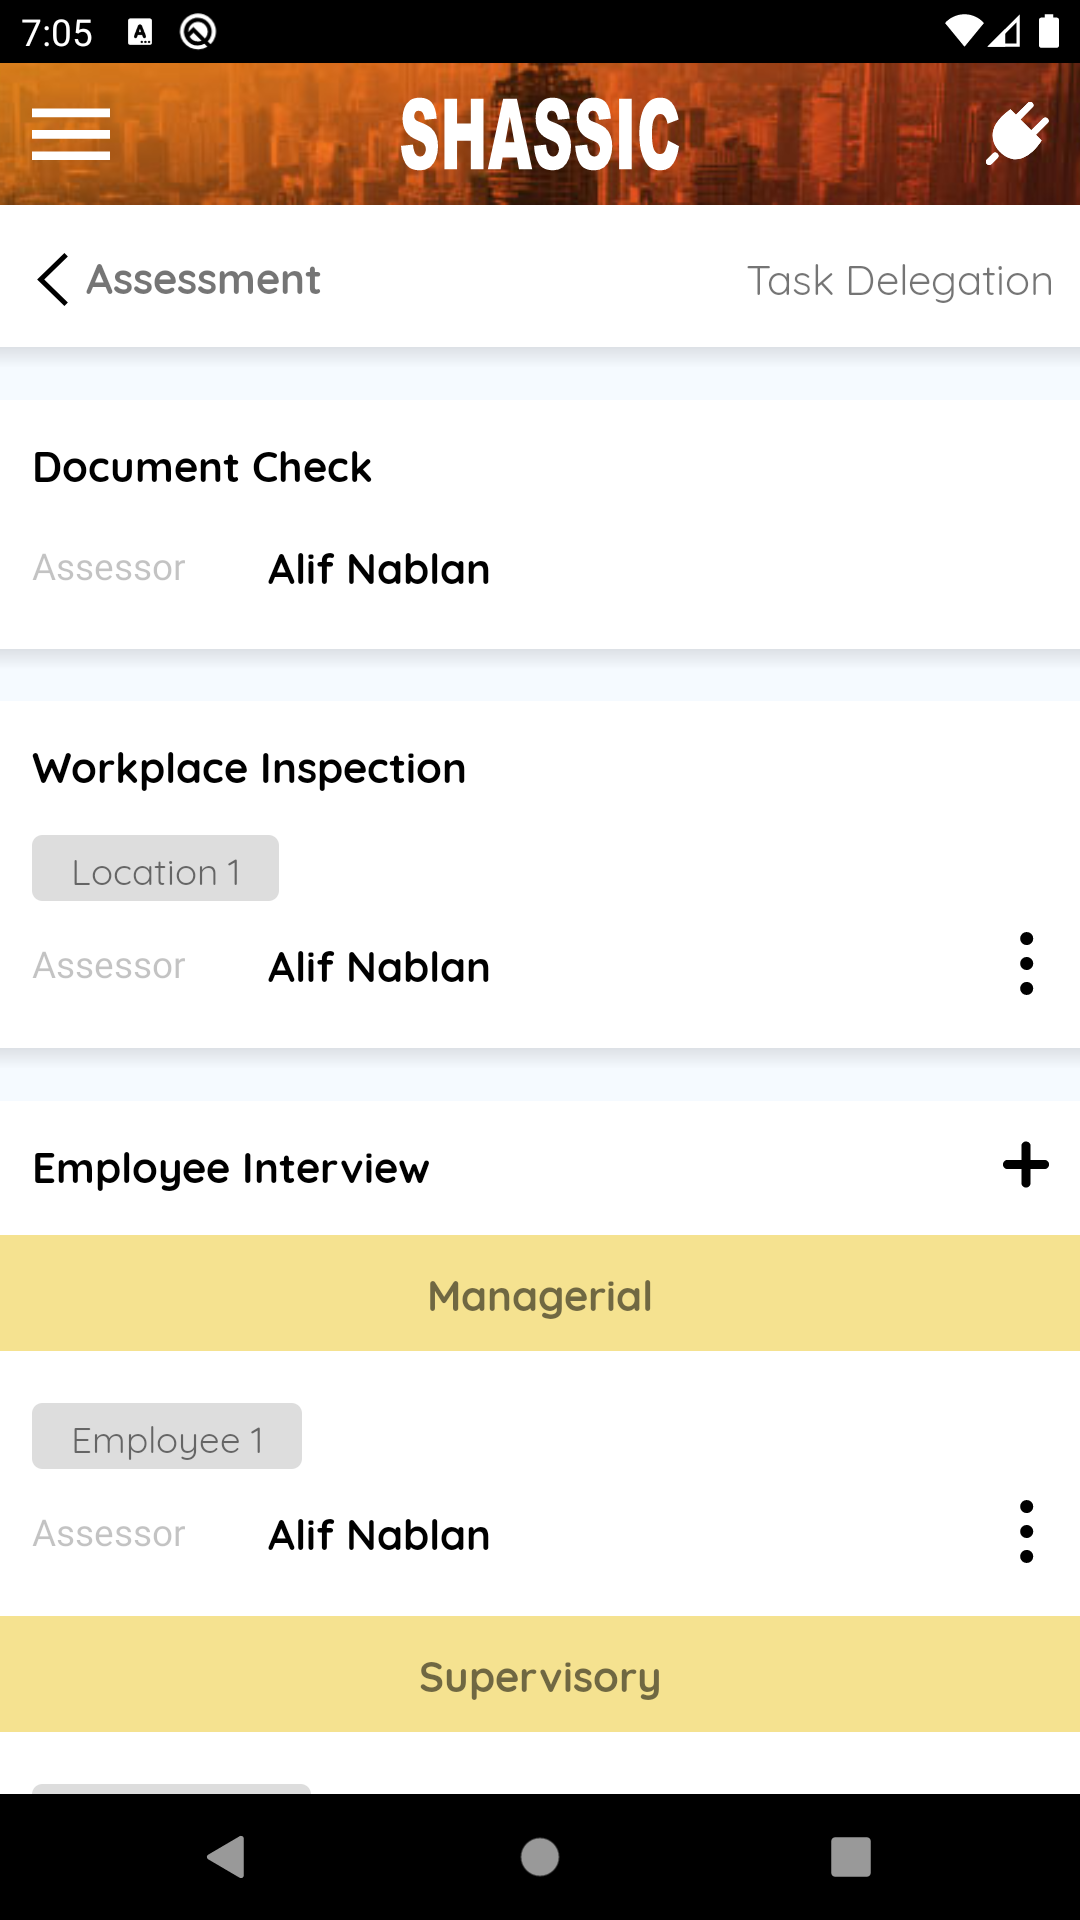 7:05
SHASSIC
Assessment
Task Delegation
Document Check
Assessor Alif Nablan
Workplace Inspection
Location 1
Assessor Alif Nablan
Employee Interview
Managerial
Employee 1
Assessor Alif Nablan
Supervisory